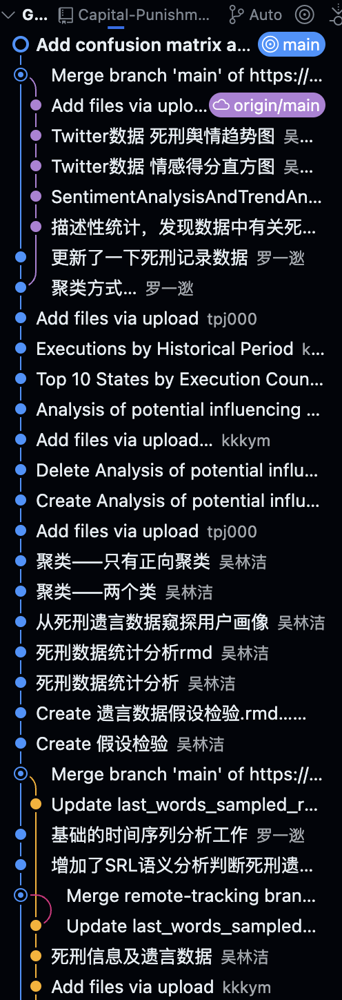 G... Capital-Punishm... Auto
Add confusion matrix a... main
Merge branch 'main' of https://...
Add files via uplo... origin/main
Twitter数据 死刑舆情趋势图 吴...
Twitter数据 情感得分直方图 吴...
SentimentAnalysisAndTrendAn...
描述性统计，发现数据中有关死...
更新了一下死刑记录数据 罗一逖
聚类方式... 罗一逖
Add files via upload tpj000
Executions by Historical Period k...
Top 10 States by Execution Coun...
Analysis of potential influencing ...
Add files via upload... kkkym
Delete Analysis of potential influ...
Create Analysis of potential influ...
Add files via upload tpj000
聚类——只有正向聚类 吴林洁
聚类——两个类 吴林洁
从死刑遗言数据窥探用户画像 吴林洁
死刑数据统计分析rmd 吴林洁
死刑数据统计分析 吴林洁
Create 遗言数据假设检验.rmd......
Create 假设检验 吴林洁
Merge branch 'main' of https://...
Update last_words_sampled_r...
基础的时间序列分析工作 罗一逖
增加了SRL语义分析判断死刑遗...
Merge remote-tracking bran...
Update last_words_sampled...
死刑信息及遗言数据 吴林洁
Add files via upload kkkym